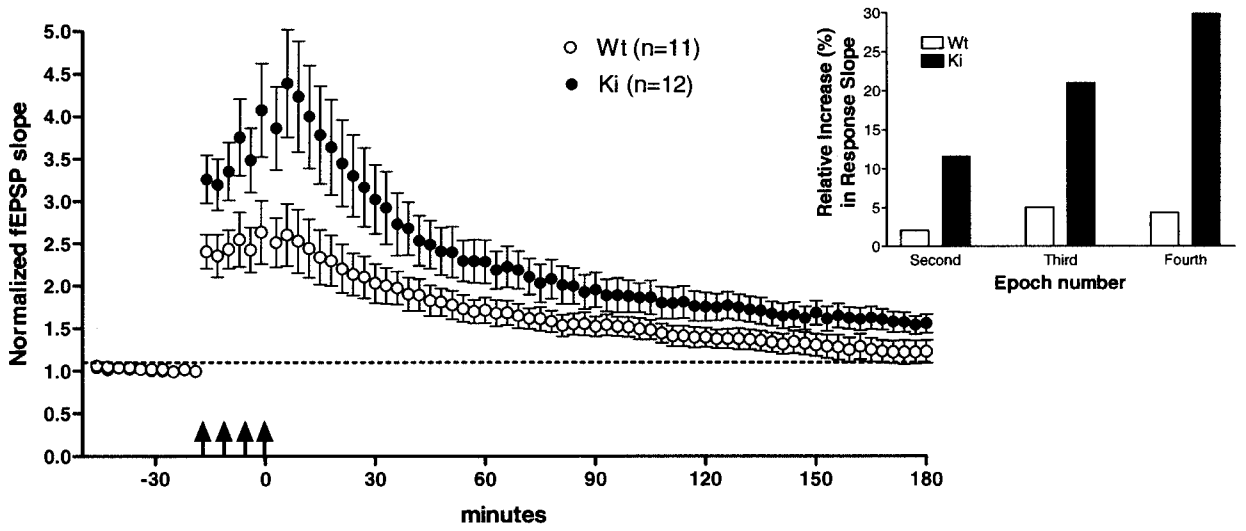 5.0
4.5
4.0
3.5
3.0
2.5
2.0
1.5
1.0
0.5
0.0
Normalized fEPSP slope
-30
0
30
60
90
120
150
180
minutes
Wt (n=11)
Ki (n=12)
30
25
20
15
10
5
0
Relative Increase (%)
in Response Slope
Wt
Ki
Second
Third
Fourth
Epoch number